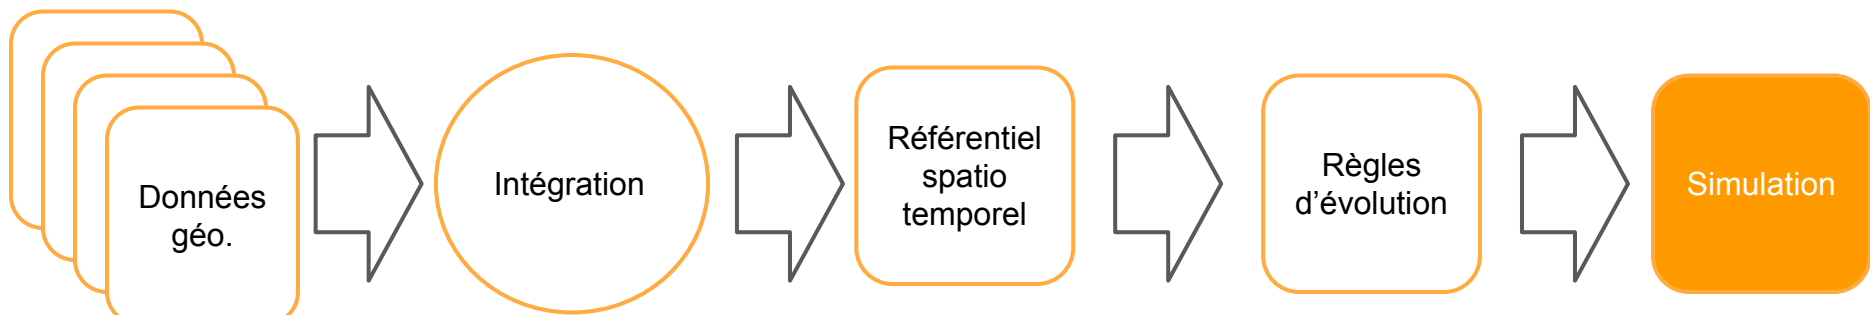 Données
géo.
Intégration
Référentiel
spatio
temporel
Règles
d’évolution
Simulation